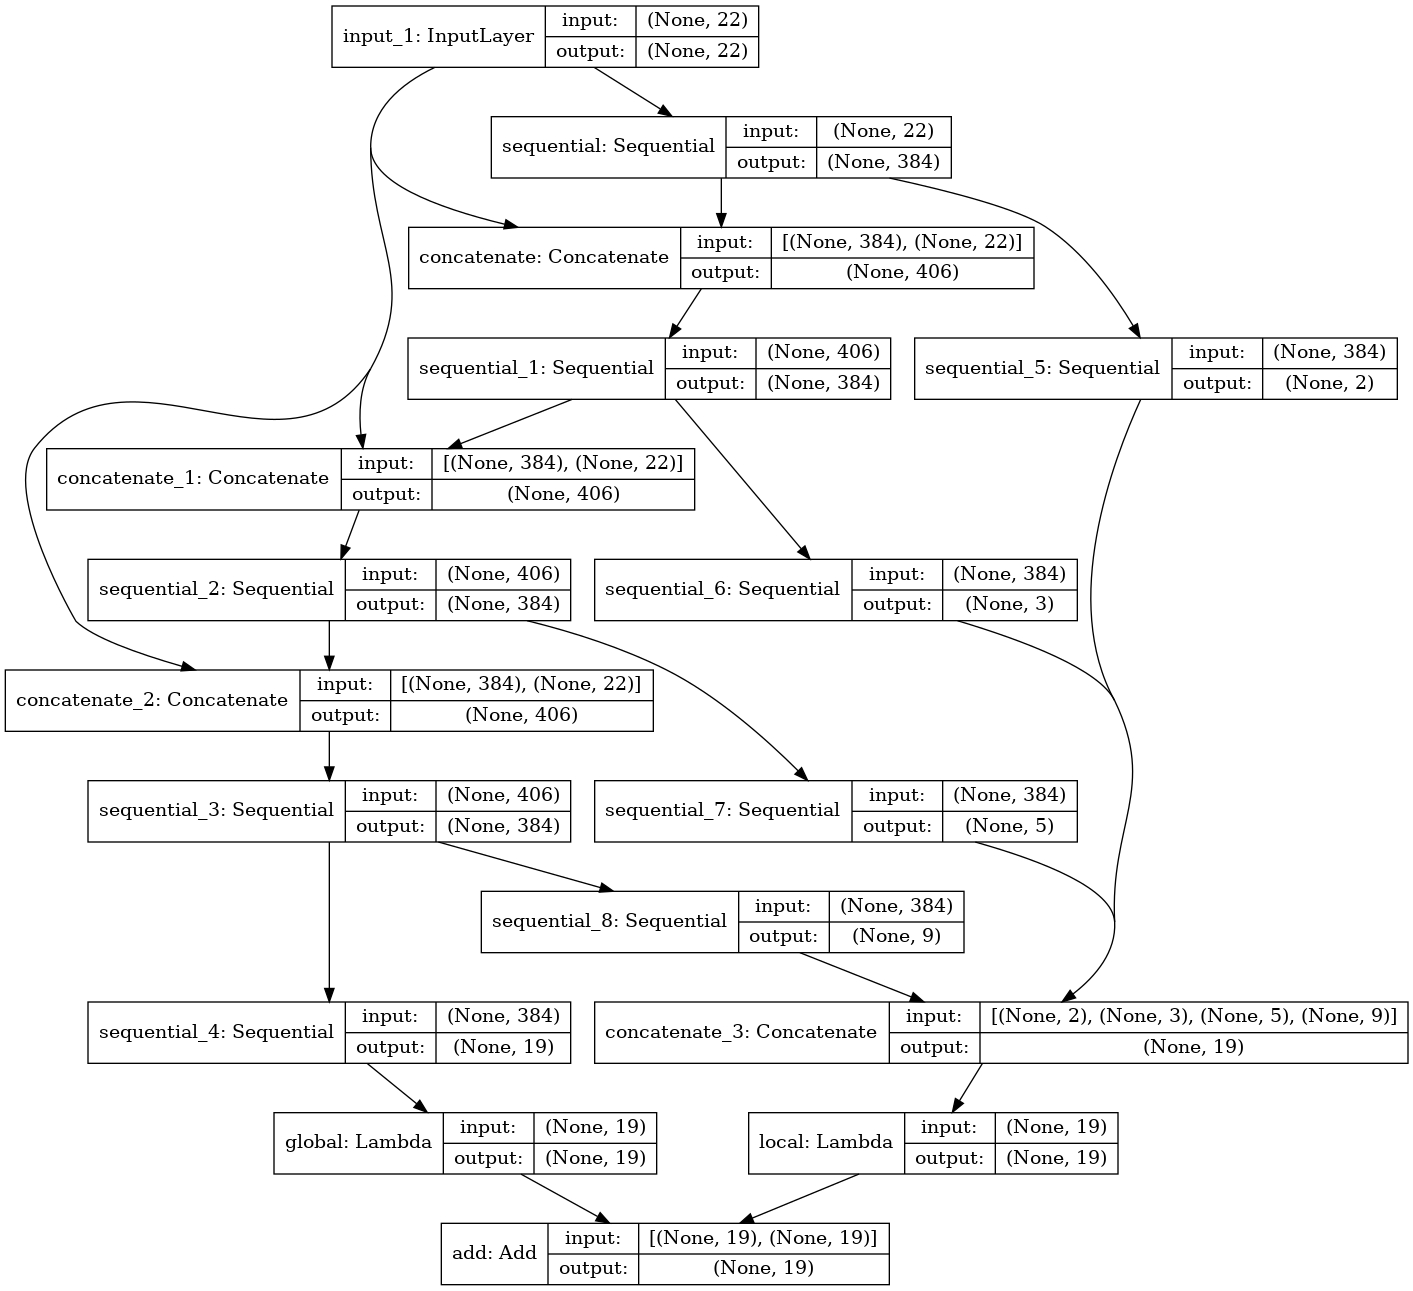 input_1: InputLayer
input: (None, 22)
output: (None, 22)
sequential: Sequential
input: (None, 22)
output: (None, 384)
concatenate: Concatenate
input: [(None, 384), (None, 22)]
output: (None, 406)
sequential_1: Sequential
input: (None, 406)
output: (None, 384)
sequential_5: Sequential
input: (None, 384)
output: (None, 2)
concatenate_1: Concatenate
input: [(None, 384), (None, 22)]
output: (None, 406)
sequential_2: Sequential
input: (None, 406)
output: (None, 384)
sequential_6: Sequential
input: (None, 384)
output: (None, 3)
concatenate_2: Concatenate
input: [(None, 384), (None, 22)]
output: (None, 406)
sequential_3: Sequential
input: (None, 406)
output: (None, 384)
sequential_7: Sequential
input: (None, 384)
output: (None, 5)
sequential_8: Sequential
input: (None, 384)
output: (None, 9)
sequential_4: Sequential
input: (None, 384)
output: (None, 19)
concatenate_3: Concatenate
input: [(None, 2), (None, 3), (None, 5), (None, 9)]
output: (None, 19)
global: Lambda
input: (None, 19)
output: (None, 19)
local: Lambda
input: (None, 19)
output: (None, 19)
add: Add
input: [(None, 19), (None, 19)]
output: (None, 19)